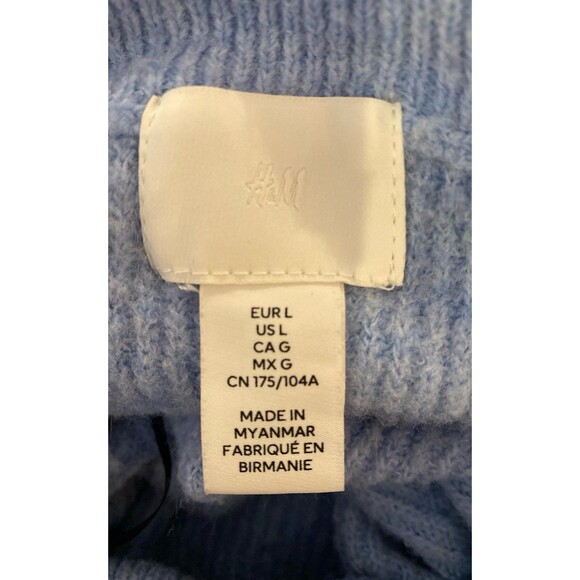 H&M
EUR L
US L
CA G
MX G
CN 175/104A
MADE IN
MYANMAR
FABRIQUÉ EN
BIRMANIE